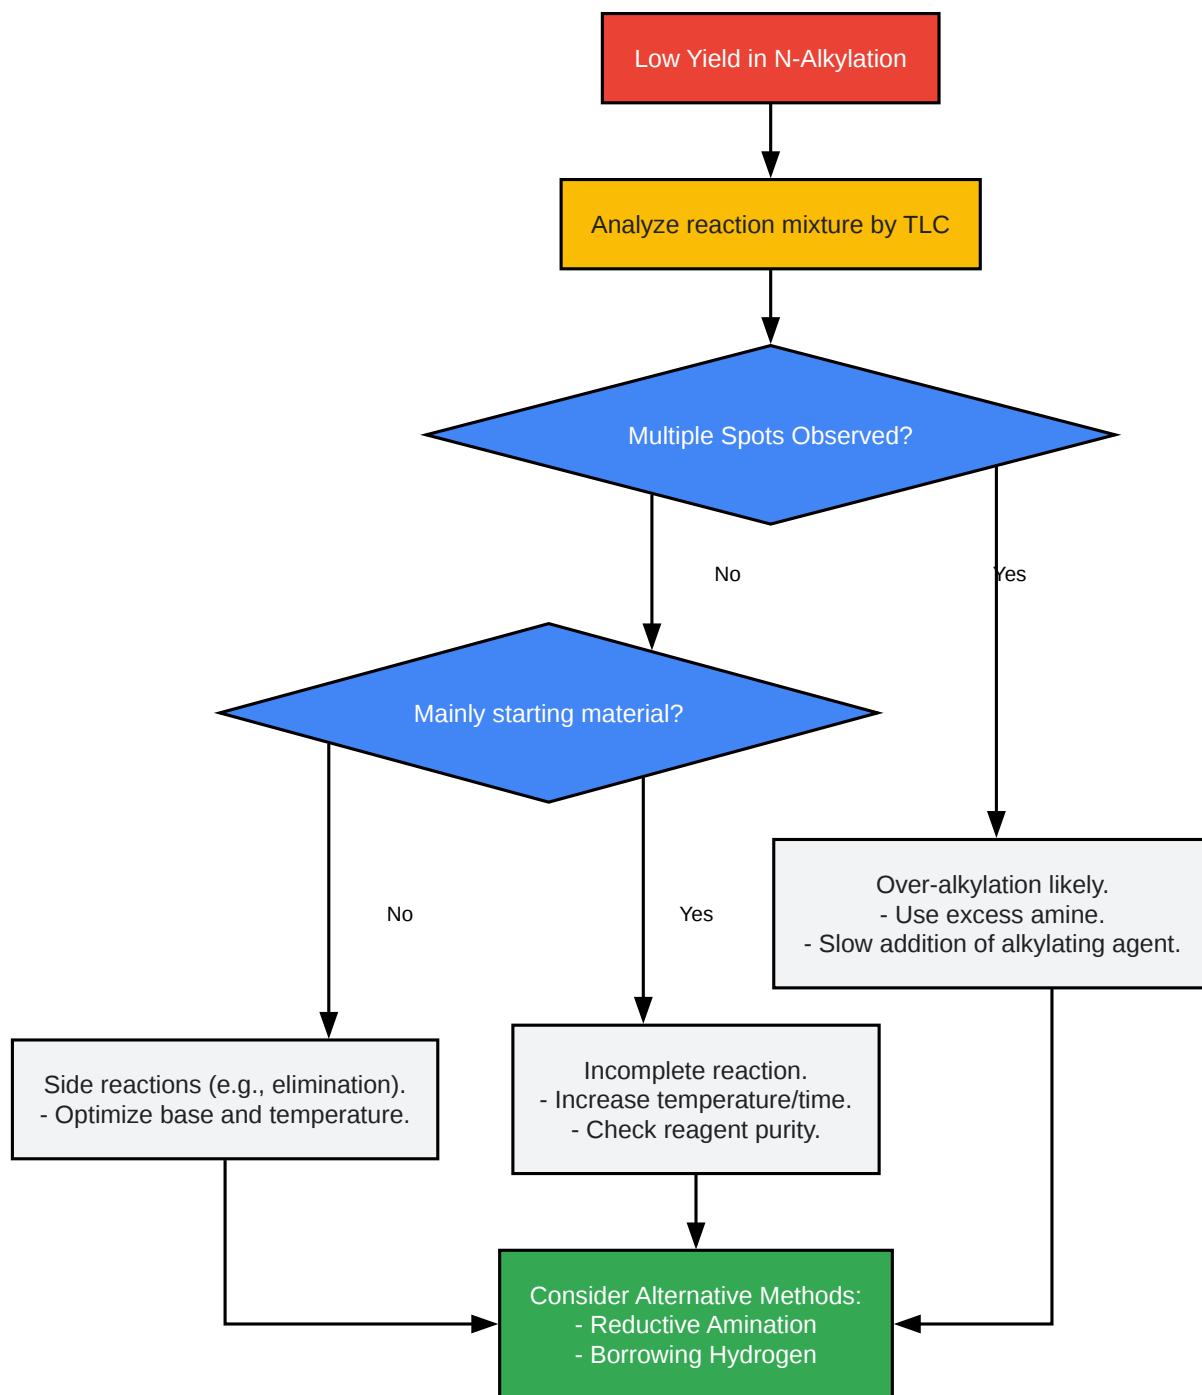 Low Yield in N-Alkylation
Analyze reaction mixture by TLC
Multiple Spots Observed?
No
Yes
Mainly starting material?
No
Yes
Over-alkylation likely.
- Use excess amine.
- Slow addition of alkylating agent.
Side reactions (e.g., elimination).
- Optimize base and temperature.
Incomplete reaction.
- Increase temperature/time.
- Check reagent purity.
Consider Alternative Methods:
- Reductive Amination
- Borrowing Hydrogen